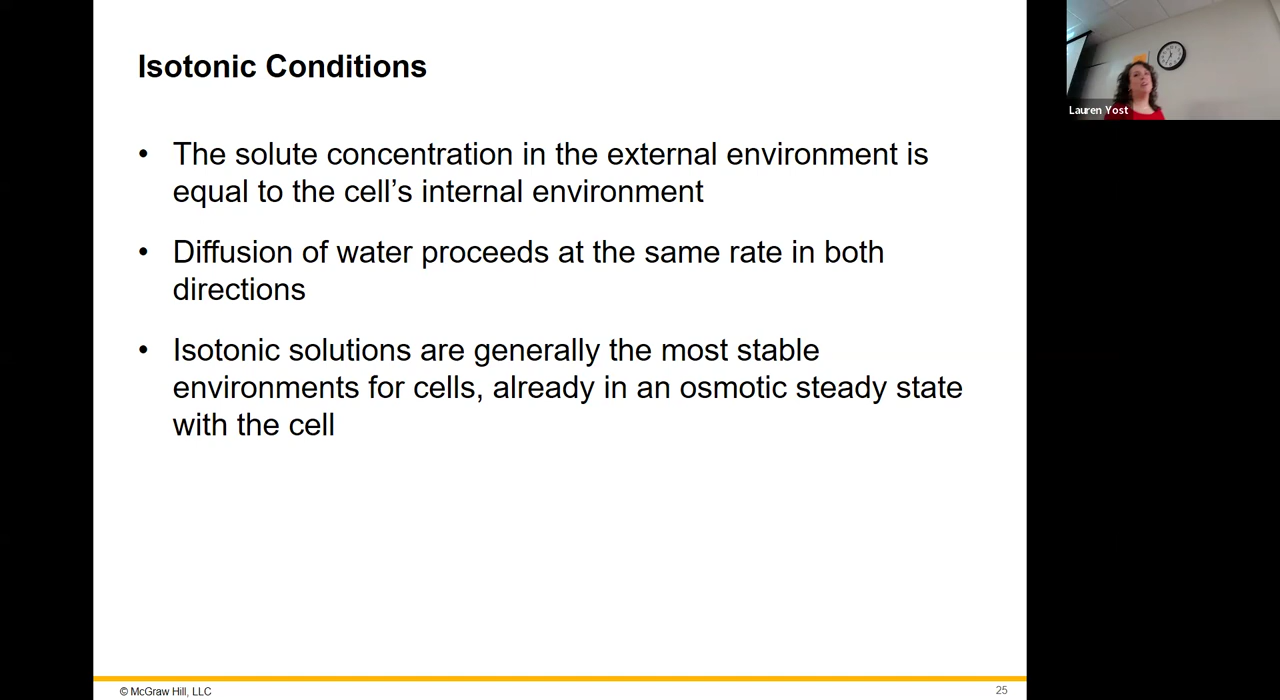 Isotonic Conditions
• The solute concentration in the external environment is
equal to the cell’s internal environment
• Diffusion of water proceeds at the same rate in both
directions
• Isotonic solutions are generally the most stable
environments for cells, already in an osmotic steady state
with the cell
© McGraw Hill, LLC
25
Lauren Yost